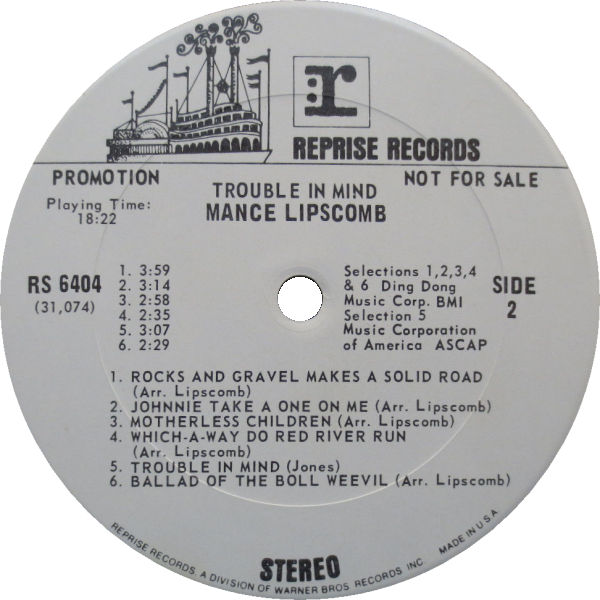 r
REPRISE RECORDS
PROMOTION
NOT FOR SALE
Playing Time:
18:22
TROUBLE IN MIND
MANCE LIPSCOMB
RS 6404
(31,074)
1. 3:59
2. 3:14
3. 2:58
4. 2:35
5. 3:07
6. 2:29
Selections 1,2,3,4
& 6 Ding Dong
Music Corp. BMI
Selection 5
Music Corporation
of America ASCAP
SIDE
2
1. ROCKS AND GRAVEL MAKES A SOLID ROAD
(Arr. Lipscomb)
2. JOHNNIE TAKE A ONE ON ME (Arr. Lipscomb)
3. MOTHERLESS CHILDREN (Arr. Lipscomb)
4. WHICH-A-WAY DO RED RIVER RUN
(Arr. Lipscomb)
5. TROUBLE IN MIND (Jones)
6. BALLAD OF THE BOLL WEEVIL (Arr. Lipscomb)
STEREO
REPRISE RECORDS, A DIVISION OF WARNER BROS. RECORDS, INC. MADE IN U.S.A.